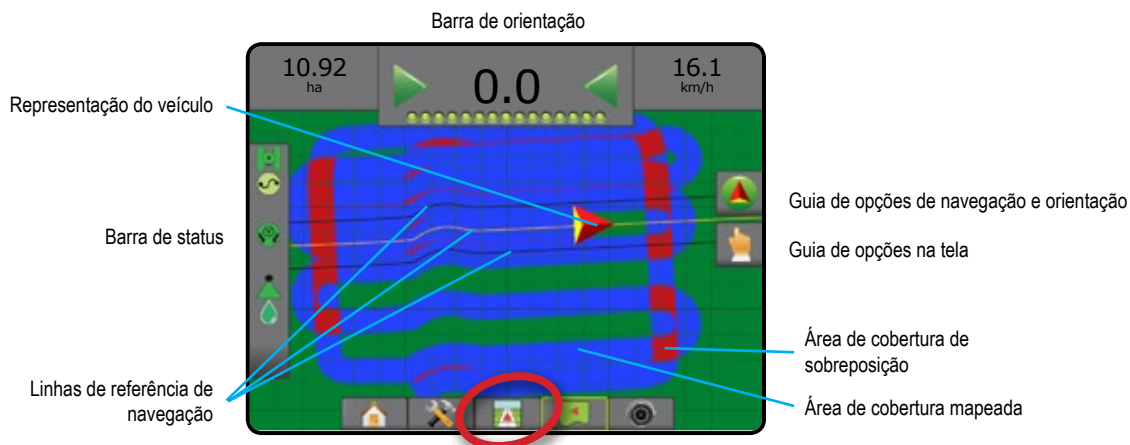 Barra de orientação
10.92
ha
0.0
16.1
km/h
Representação do veículo
Guia de opções de navegação e orientação
Barra de status
Guia de opções na tela
Área de cobertura de
sobreposição
Linhas de referência de
navegação
Área de cobertura mapeada